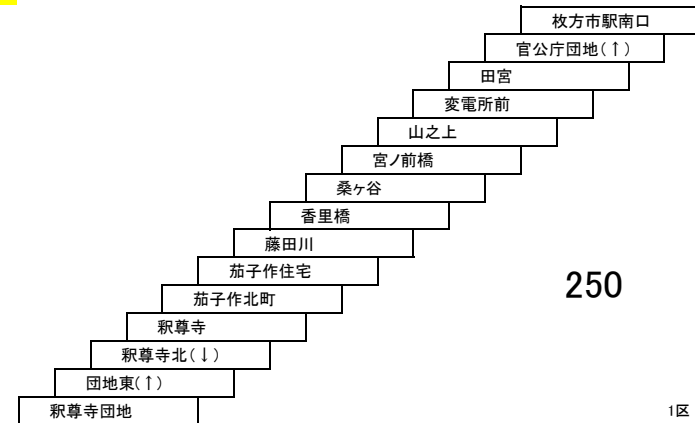 枚方市駅南口
官公庁団地(↑)
田宮
変電所前
山之上
宮ノ前橋
桑ヶ谷
香里橋
藤田川
茄子作住宅
250
茄子作北町
釈尊寺
釈尊寺北(↓)
団地東(↑)
釈尊寺団地
1区